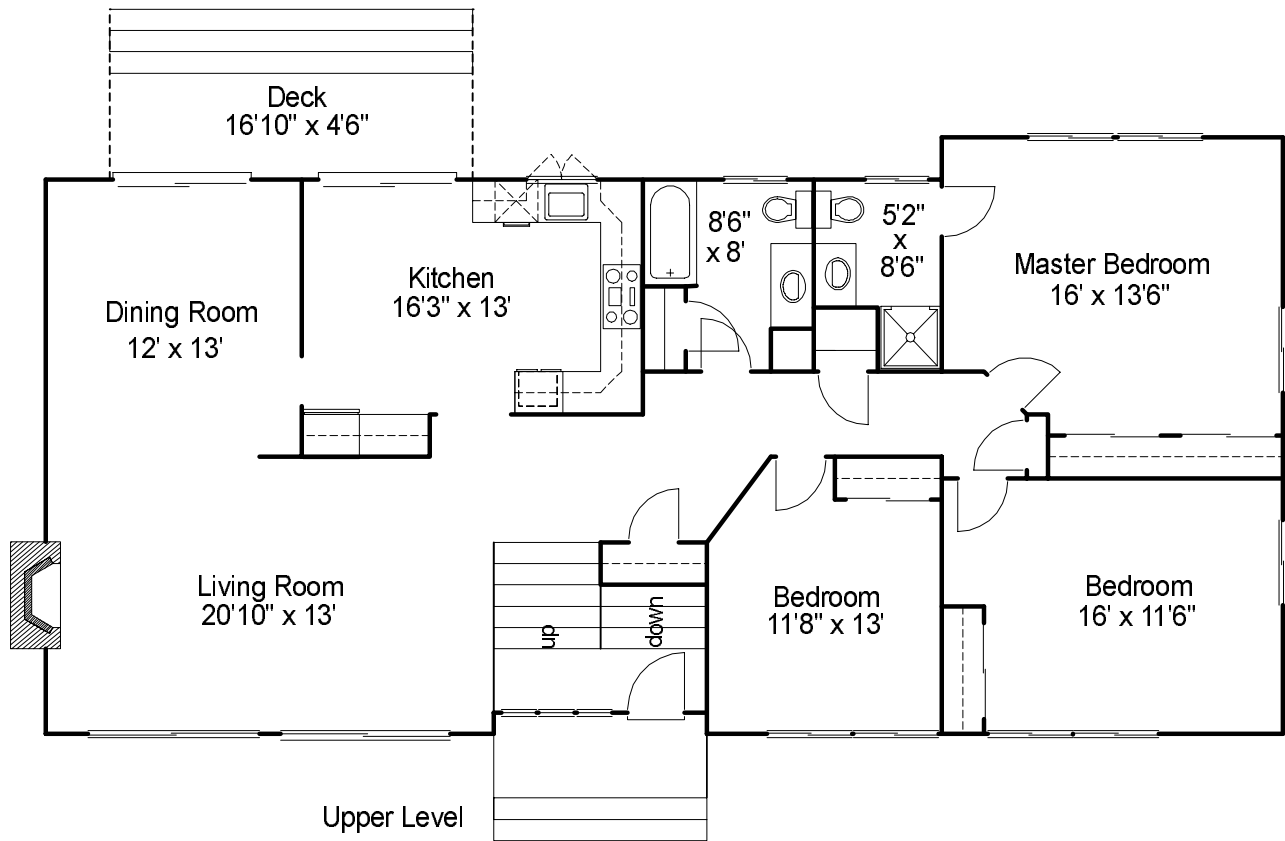 Deck
16'10" x 4'6"
8'6"
x 8'
5'2"
x
8'6"
Master Bedroom
16' x 13'6"
Kitchen
16'3" x 13'
Dining Room
12' x 13'
Living Room
20'10" x 13'
up
down
Bedroom
11'8" x 13'
Bedroom
16' x 11'6"
Upper Level